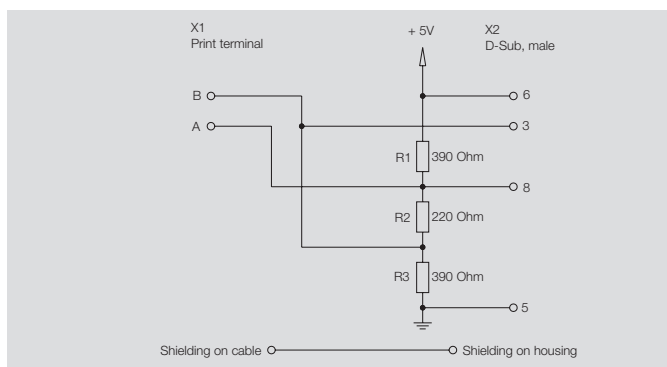 X1
Print terminal
+ 5V
X2
D-Sub, male
B
6
A
3
R1
390 Ohm
8
R2
220 Ohm
R3
390 Ohm
5
Shielding on cable
Shielding on housing